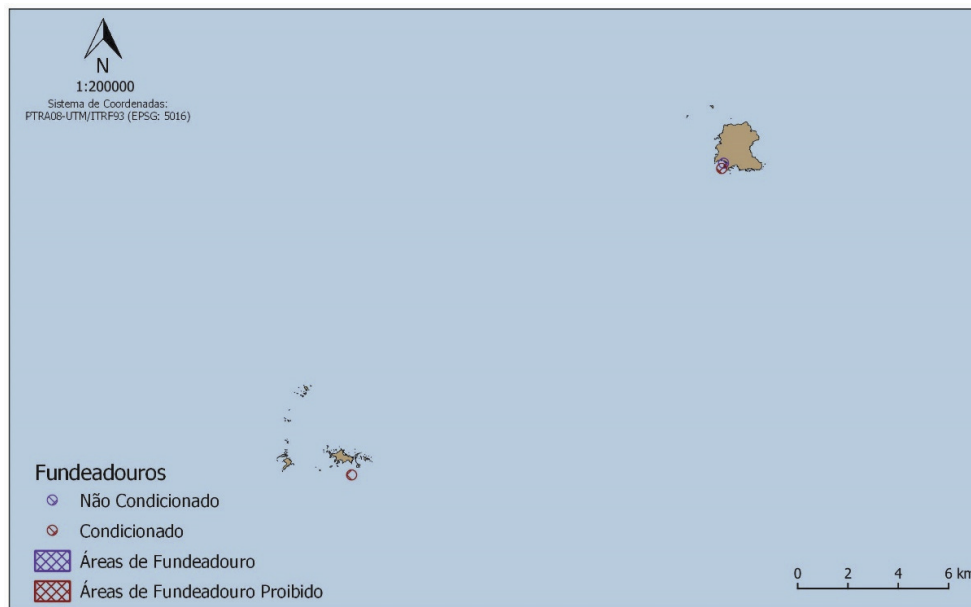 N
1:200000
Sistema de Coordenadas:
PTRA08-UTM/ITRF93 (EPSG: 5016)
Fundeadouros
Não Condicionado
Condicionado
Áreas de Fundeadouro
Áreas de Fundeadouro Proibido
0 2 4 6 km